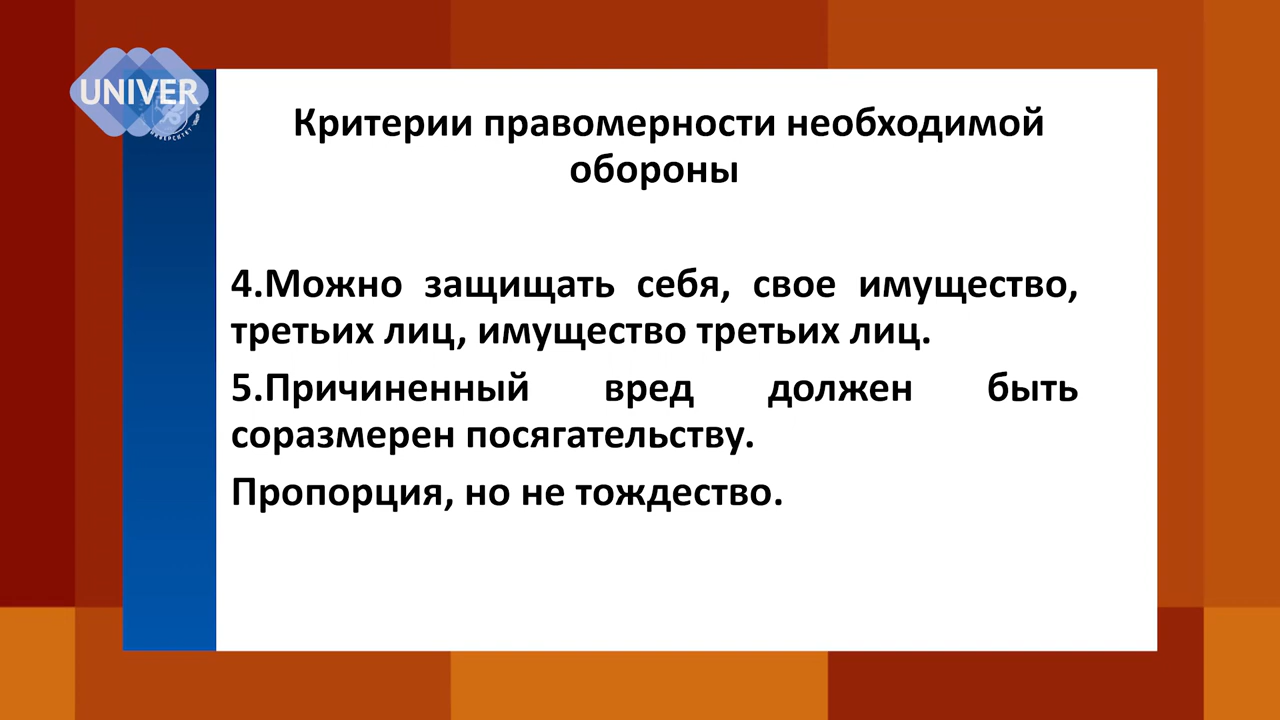 UNIVER
Критерии правомерности необходимой
обороны
4.Можно защищать себя, свое имущество,
третьих лиц, имущество третьих лиц.
5.Причиненный вред должен быть
соразмерен посягательству.
Пропорция, но не тождество.